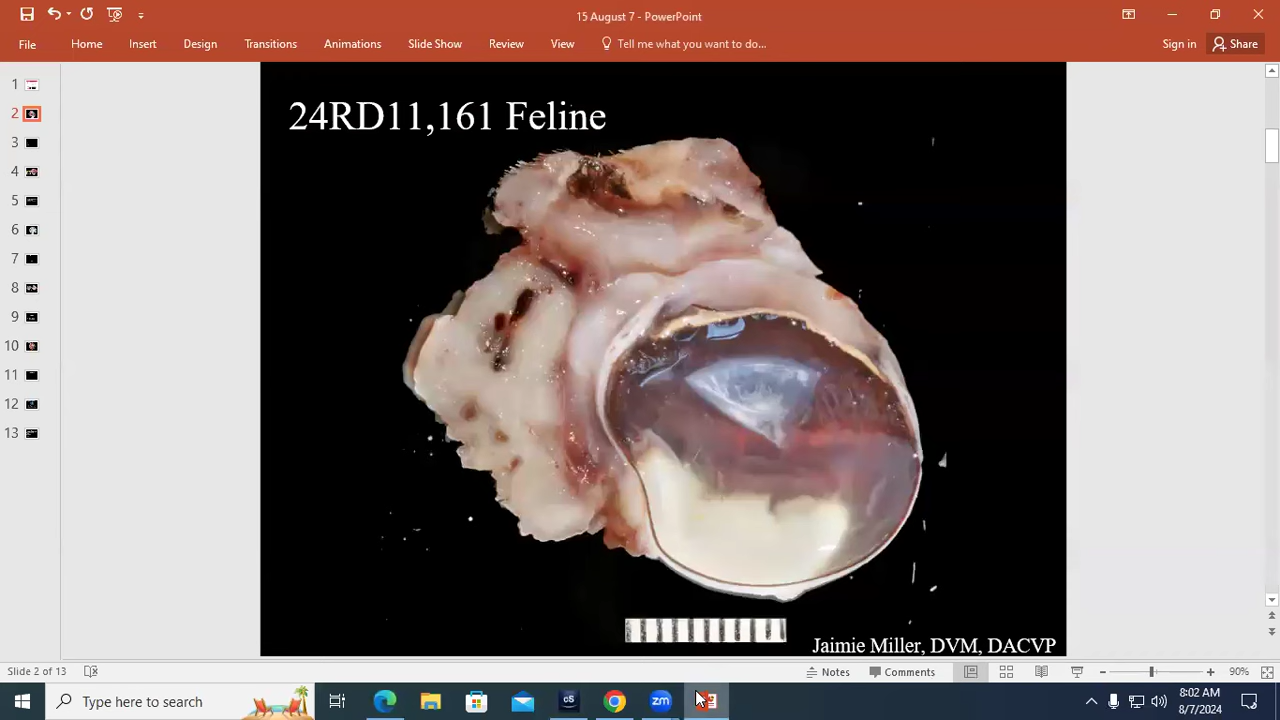 15 August 7 - PowerPoint
File Home Insert Design Transitions Animations Slide Show Review View Tell me what you want to do... Sign in Share
1
2
3
4
5
6
7
8
9
10
11
12
13
24RD11,161 Feline
Jaimie Miller, DVM, DACVP
Slide 2 of 13 Notes Comments 90%
Type here to search cS zm 8:02 AM
8/7/2024